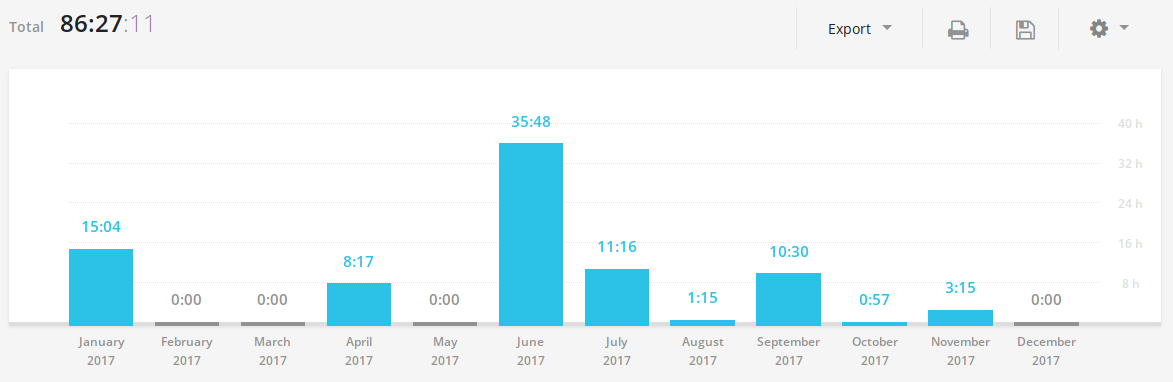 Total 86:27:11
Export
40 h
35:48
32 h
24 h
15:04
16 h
11:16
10:30
8:17
8 h
3:15
1:15
0:00 0:00 0:00 0:57 0:00
January February March April May June July August September October November December
2017 2017 2017 2017 2017 2017 2017 2017 2017 2017 2017 2017